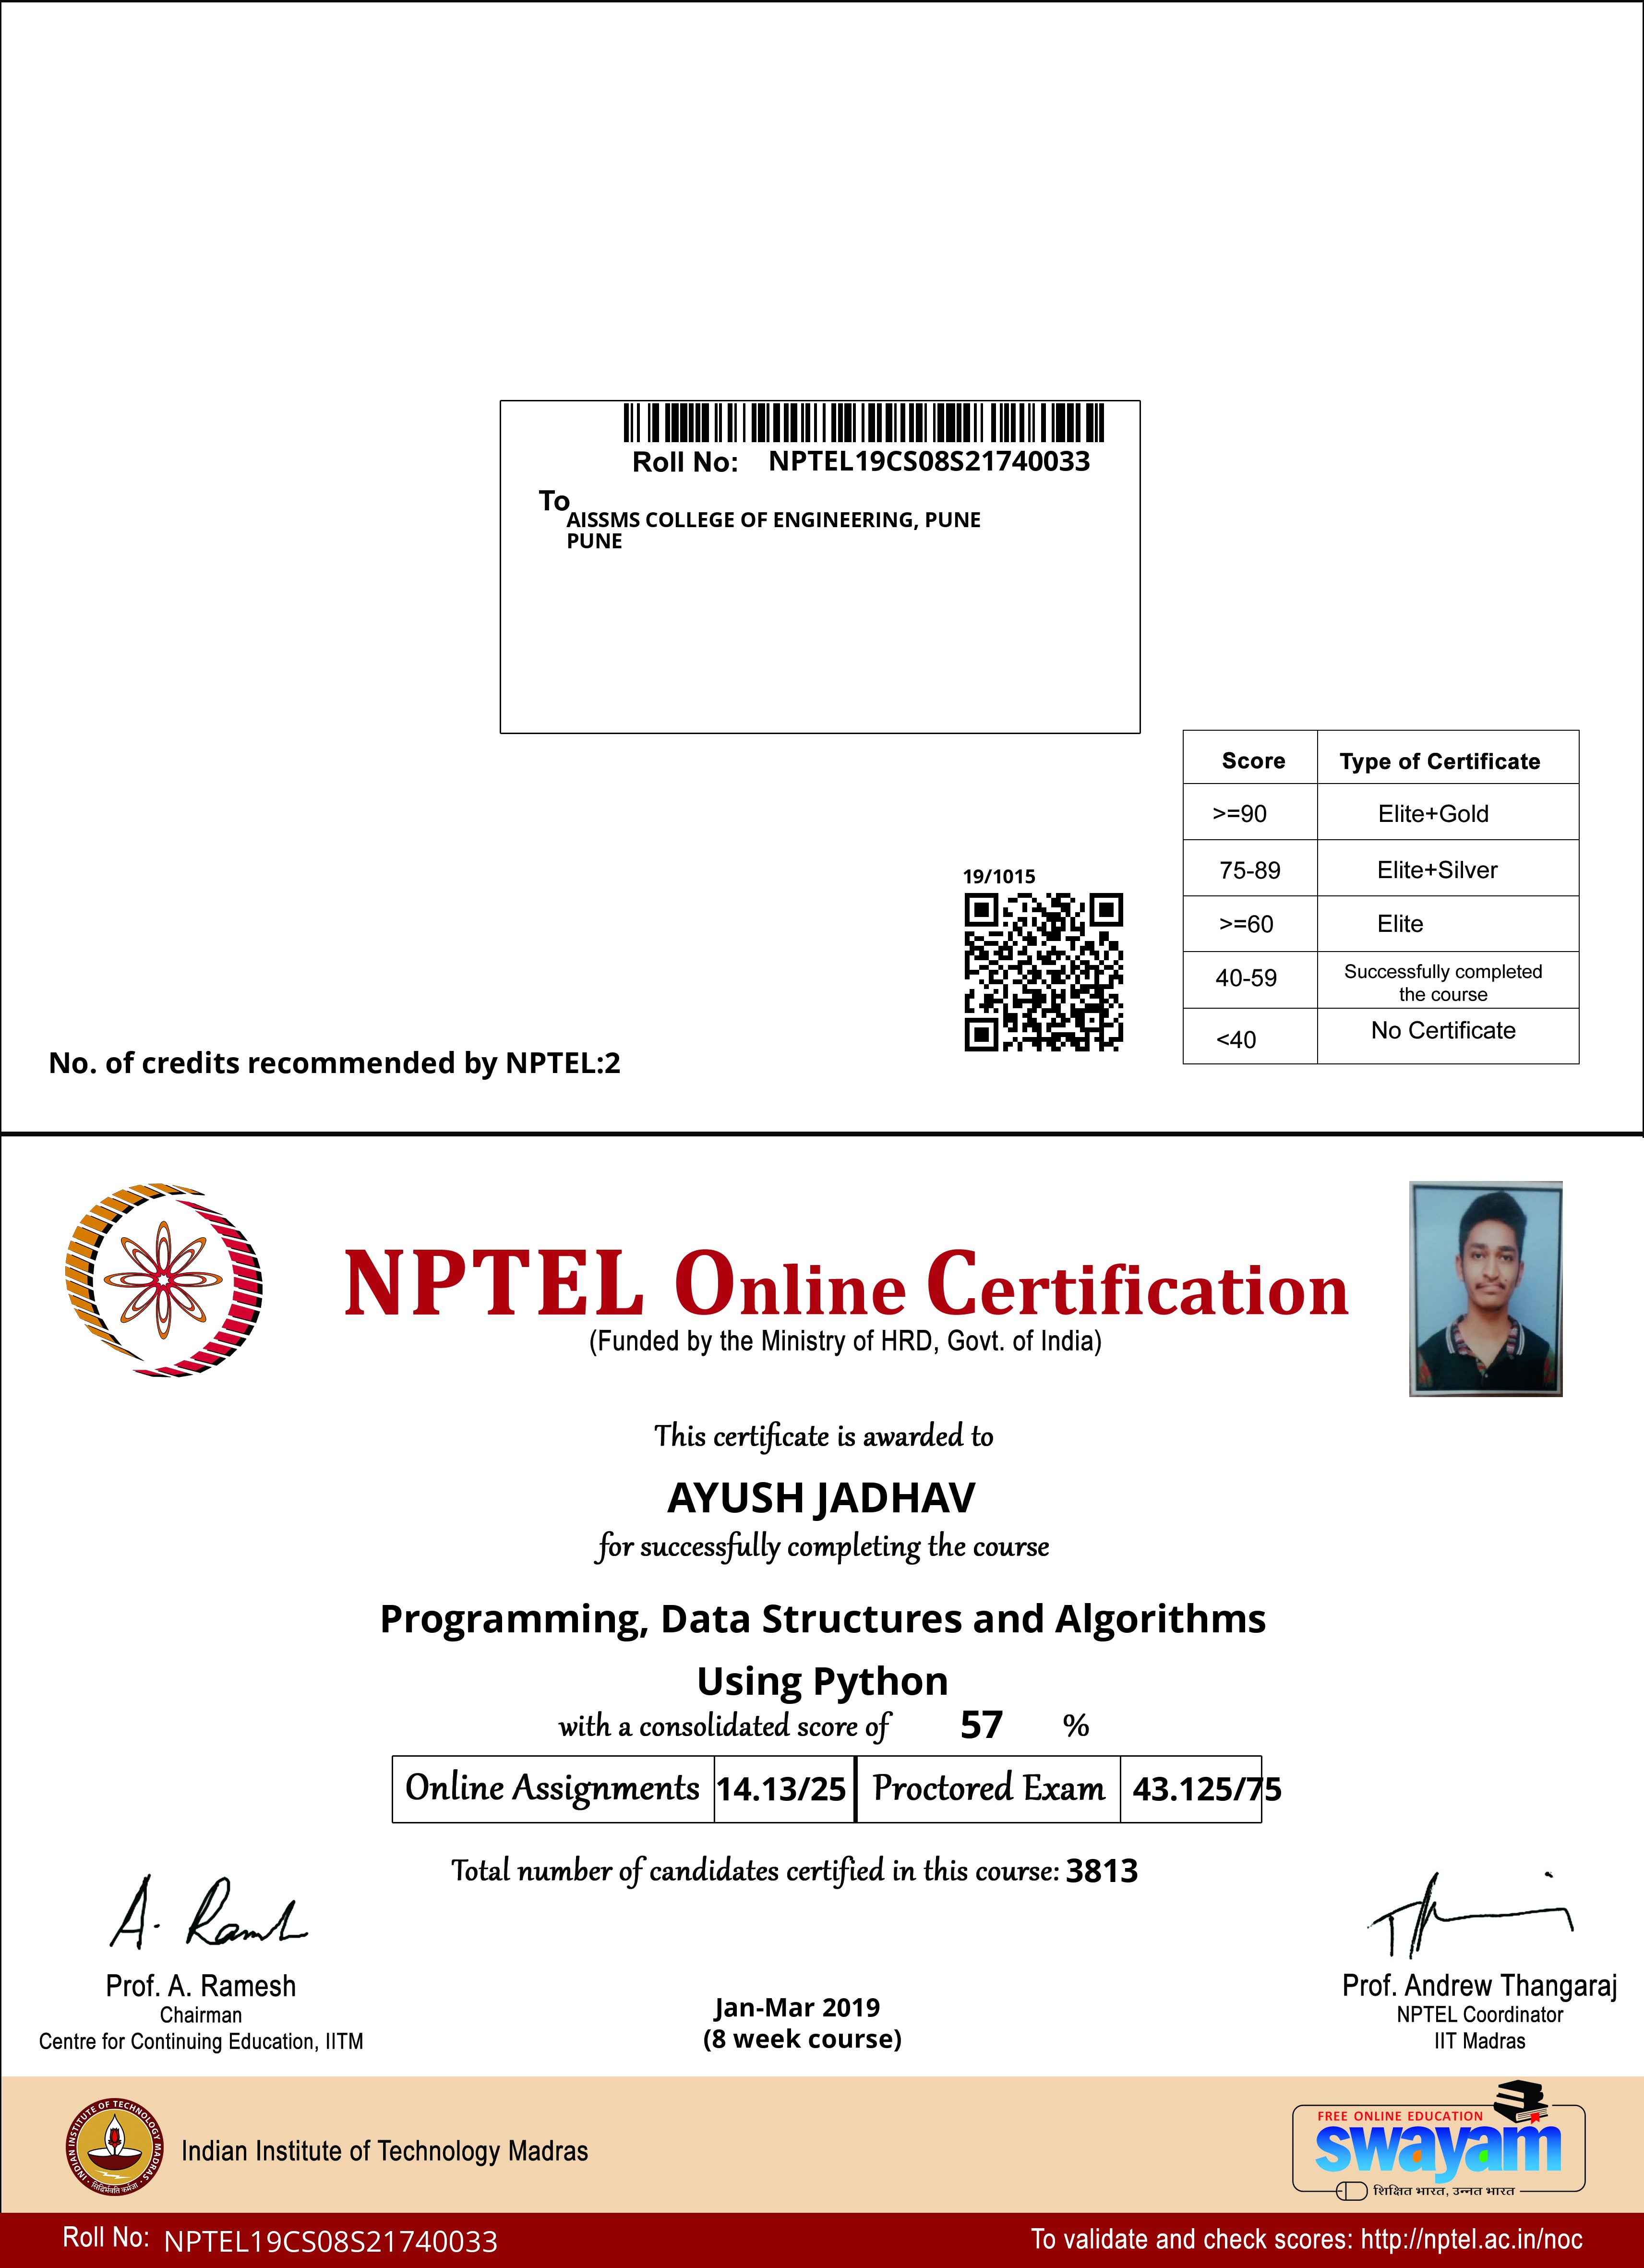 Roll No: NPTEL19CS08S21740033
To
AISSMS COLLEGE OF ENGINEERING, PUNE
PUNE
Score Type of Certificate
>=90 Elite+Gold
75-89 Elite+Silver
>=60 Elite
40-59 Successfully completed
the course
<40 No Certificate
19/1015
No. of credits recommended by NPTEL:2
NPTEL Online Certification
(Funded by the Ministry of HRD, Govt. of India)
This certificate is awarded to
AYUSH JADHAV
for successfully completing the course
Programming, Data Structures and Algorithms
Using Python
with a consolidated score of 57 %
Online Assignments 14.13/25 Proctored Exam 43.125/75
Total number of candidates certified in this course: 3813
Prof. A. Ramesh
Chairman
Centre for Continuing Education, IITM
Jan-Mar 2019
(8 week course)
Prof. Andrew Thangaraj
NPTEL Coordinator
IIT Madras
INDIAN INSTITUTE OF TECHNOLOGY MADRAS
सिद्धिर्भवति कर्मजा
Indian Institute of Technology Madras
FREE ONLINE EDUCATION
swayam
शिक्षित भारत, उन्नत भारत
Roll No: NPTEL19CS08S21740033
To validate and check scores: http://nptel.ac.in/noc